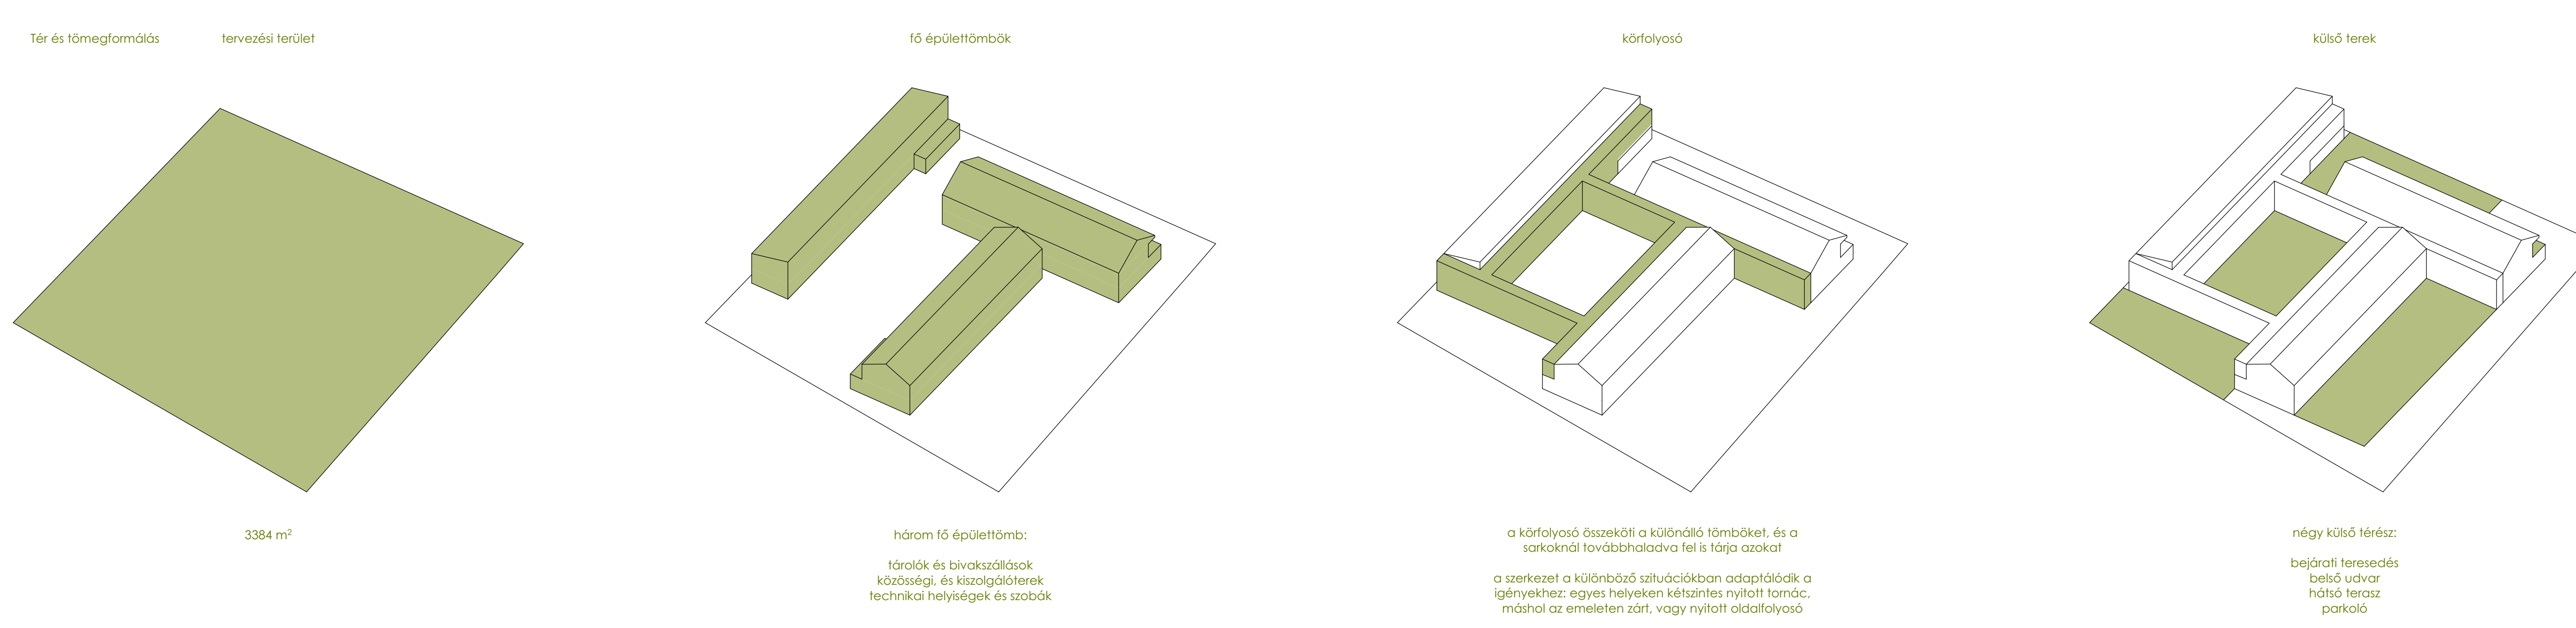 Tér és tömegformálás
tervezési terület
3384 m²
fő épülettömbök
három fő épülettömb:
tárolók és bivakszállások
közösségi, és kiszolgálóterek
technikai helyiségek és szobák
körfolyosó
a körfolyosó összeköti a különálló tömböket, és a
sarkoknál továbbhaladva fel is tárja azokat
a szerkezet a különböző szituációkban adaptálódik a
igényekhez: egyes helyeken kétszintes nyitott tornác,
máshol az emeleten zárt, vagy nyitott oldalfolyosó
külső terek
négy külső térész:
bejárati teresedés
belső udvar
hátsó terasz
parkoló